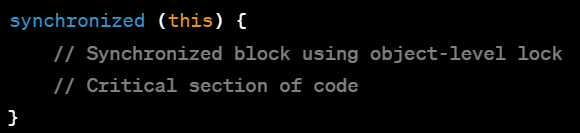 synchronized (this) {
    // Synchronized block using object-level lock
    // Critical section of code
}